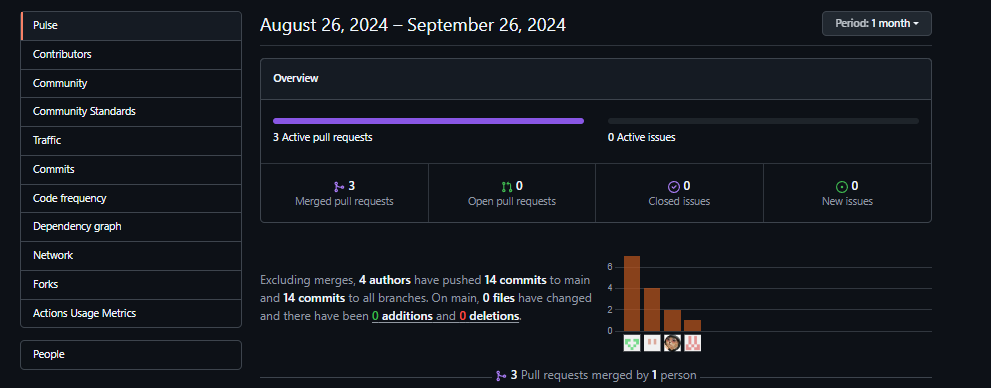 Pulse
Contributors
Community
Community Standards
Traffic
Commits
Code frequency
Dependency graph
Network
Forks
Actions Usage Metrics
People
August 26, 2024 – September 26, 2024
Period: 1 month
Overview
3 Active pull requests
0 Active issues
3
Merged pull requests
0
Open pull requests
0
Closed issues
0
New issues
Excluding merges, 4 authors have pushed 14 commits to main
and 14 commits to all branches. On main, 0 files have changed
and there have been 0 additions and 0 deletions.
6
4
2
0
3 Pull requests merged by 1 person